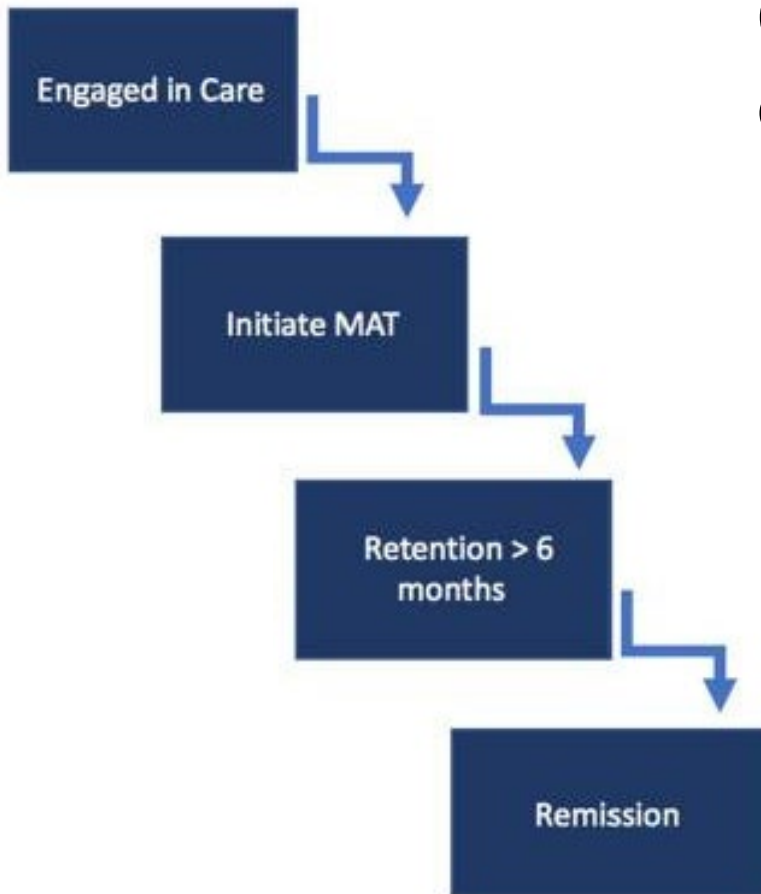 Engaged in Care
Initiate MAT
Retention > 6
months
Remission